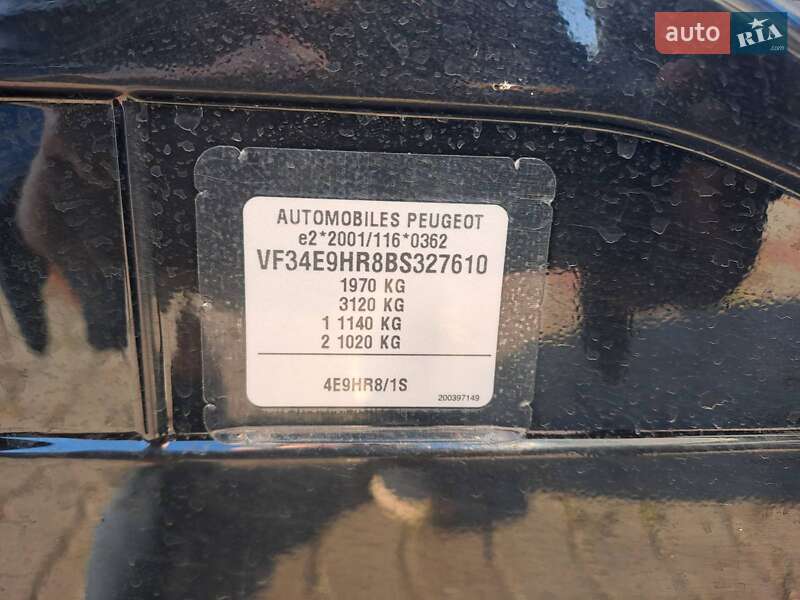 auto RIA
.com
AUTOMOBILES PEUGEOT
e2*2001/116*0362
VF34E9HR8BS327610
1970 KG
3120 KG
1 1140 KG
2 1020 KG
4E9HR8/1S
200397149